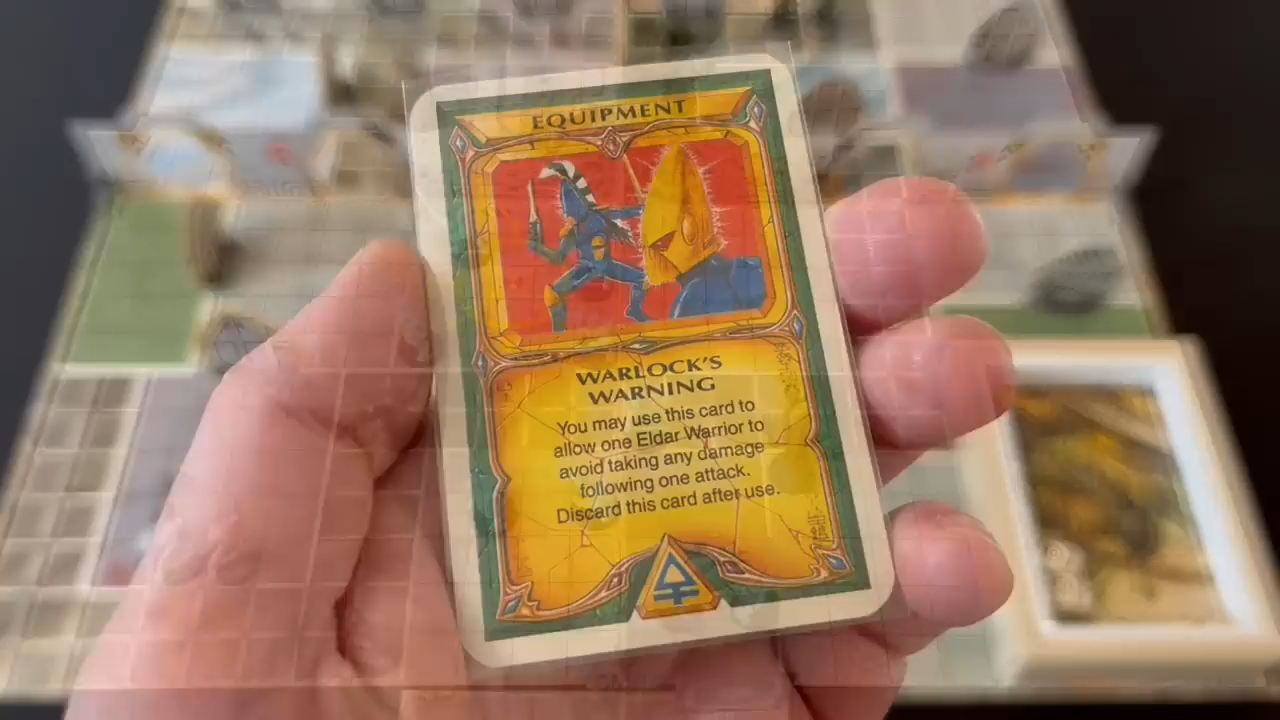 EQUIPMENT
WARLOCK'S
WARNING
You may use this card to
allow one Eldar Warrior to
avoid taking any damage
following one attack.
Discard this card after use.